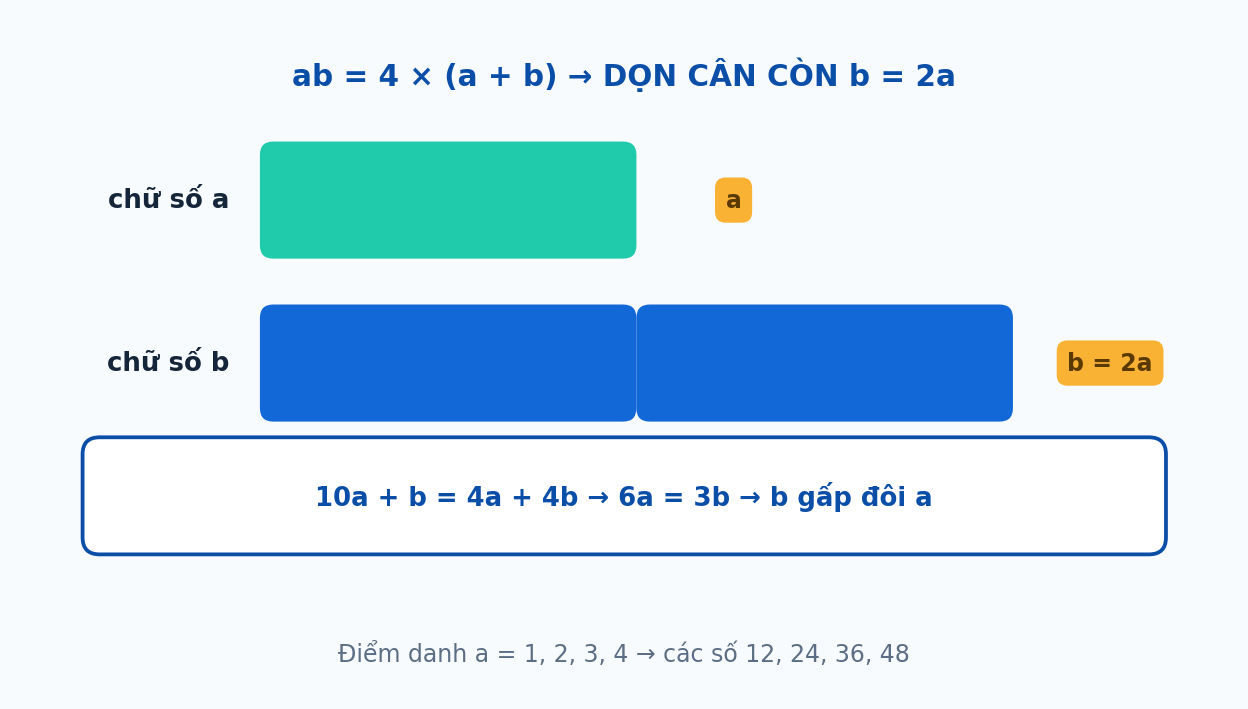 ab = 4 × (a + b) → DỌN CÂN CÒN b = 2a
chữ số a
a
chữ số b
b = 2a
10a + b = 4a + 4b → 6a = 3b → b gấp đôi a
Điểm danh a = 1, 2, 3, 4 → các số 12, 24, 36, 48